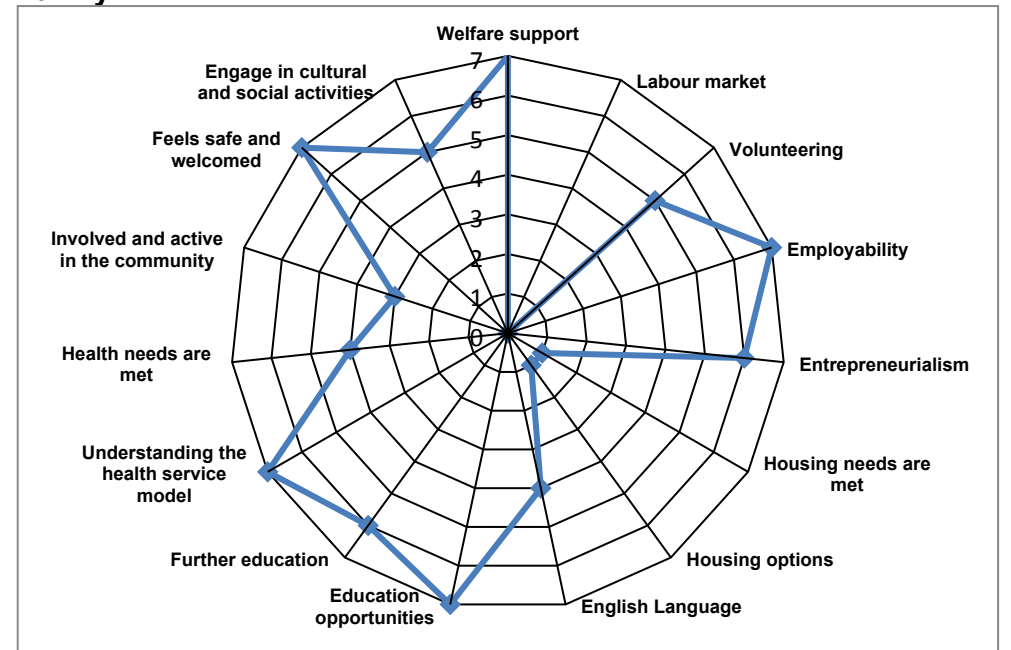 Welfare support
Labour market
Volunteering
Employability
Entrepreneurialism
Housing needs are
met
Housing options
English Language
Education
opportunities
Further education
Understanding the
health service
model
Health needs are
met
Involved and active
in the community
Feels safe and
welcomed
Engage in cultural
and social activities
7
6
5
4
3
2
1
0